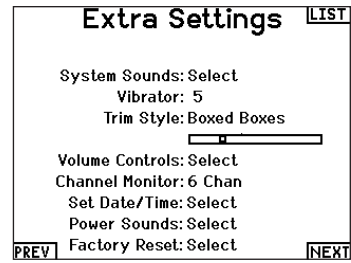 Extra Settings
LIST
System Sounds: Select
Vibrator: 5
Trim Style: Boxed Boxes
Volume Controls: Select
Channel Monitor: 6 Chan
Set Date/Time: Select
Power Sounds: Select
Factory Reset: Select
PREV
NEXT